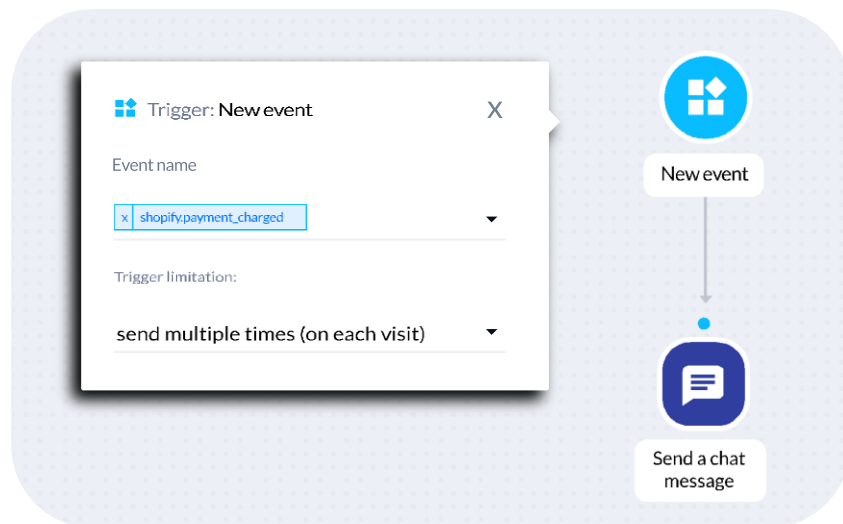 Trigger: New event
X
Event name
x shopify.payment_charged
Trigger limitation:
send multiple times (on each visit)
New event
Send a chat
message